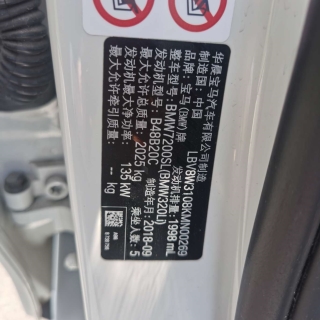 华晨宝马汽车有限公司制造
制造国：中国
品牌：宝马(BMW)牌 LBV8W3108KMN00269
整车型号：BMW7200SL(BMW320Li)
发动机型号：B48B20C 发动机排量：1998 mL
最大允许总质量：2025 kg 制造年月：2018-09
发动机最大净功率：135 kW 乘坐人数：5
最大允许牵引质量：-- kg